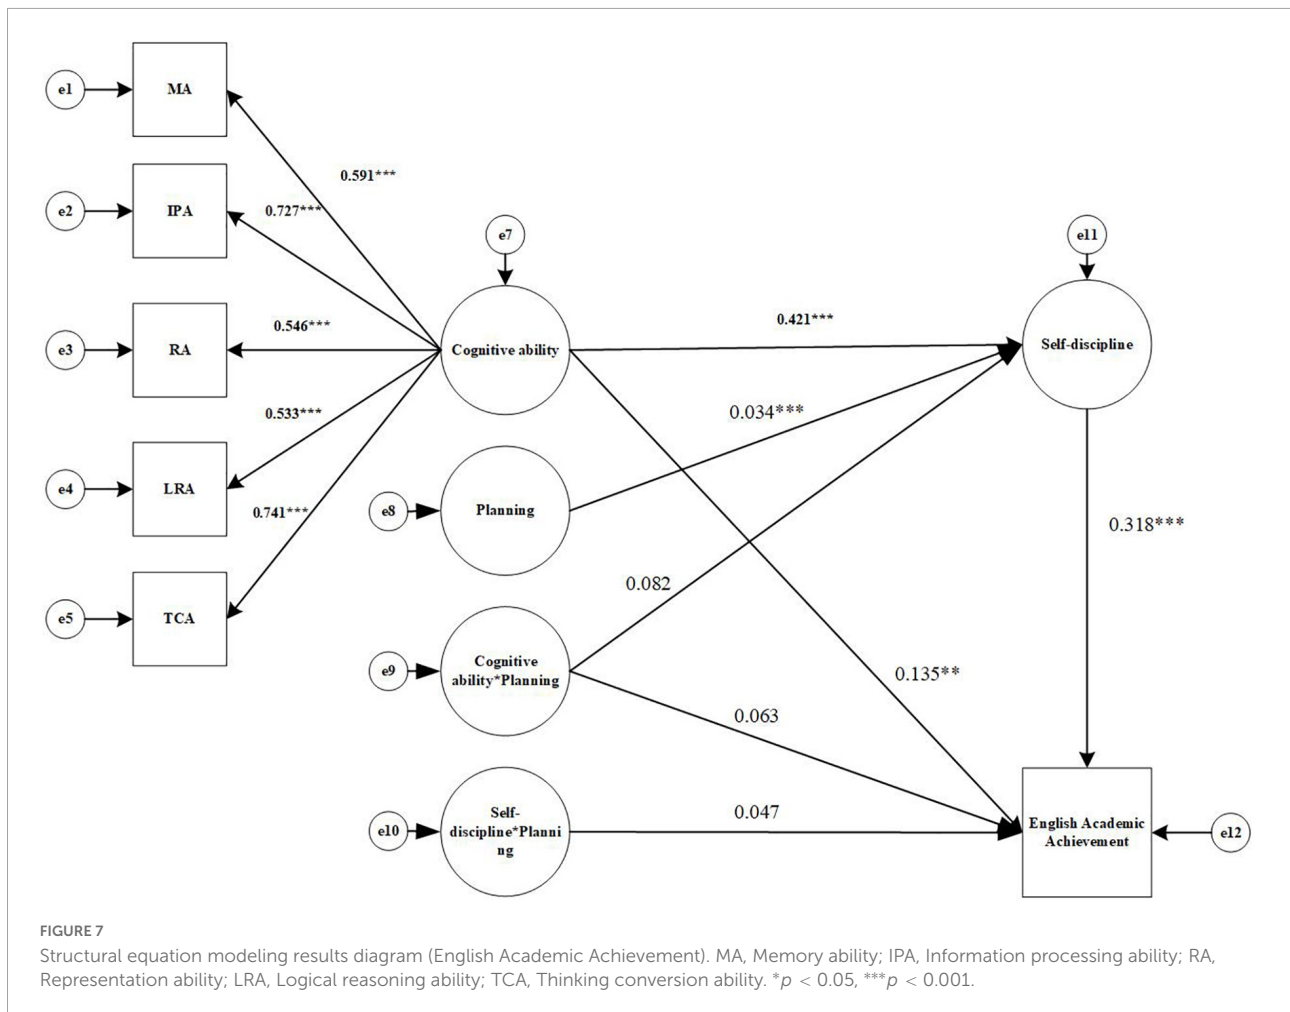 e1
MA
0.591***
e2
IPA
0.727***
e7
e11
e3
RA
0.546***
Cognitive ability
0.421***
Self-discipline
0.533***
0.034***
e4
LRA
0.741***
e8
Planning
0.318***
0.082
e5
TCA
e9
Cognitive
ability*Planning
0.135**
0.063
e10
Self-
discipline*Planni
ng
0.047
English Academic
Achievement
e12
FIGURE 7
Structural equation modeling results diagram (English Academic Achievement). MA, Memory ability; IPA, Information processing ability; RA,
Representation ability; LRA, Logical reasoning ability; TCA, Thinking conversion ability. *p < 0.05, ***p < 0.001.